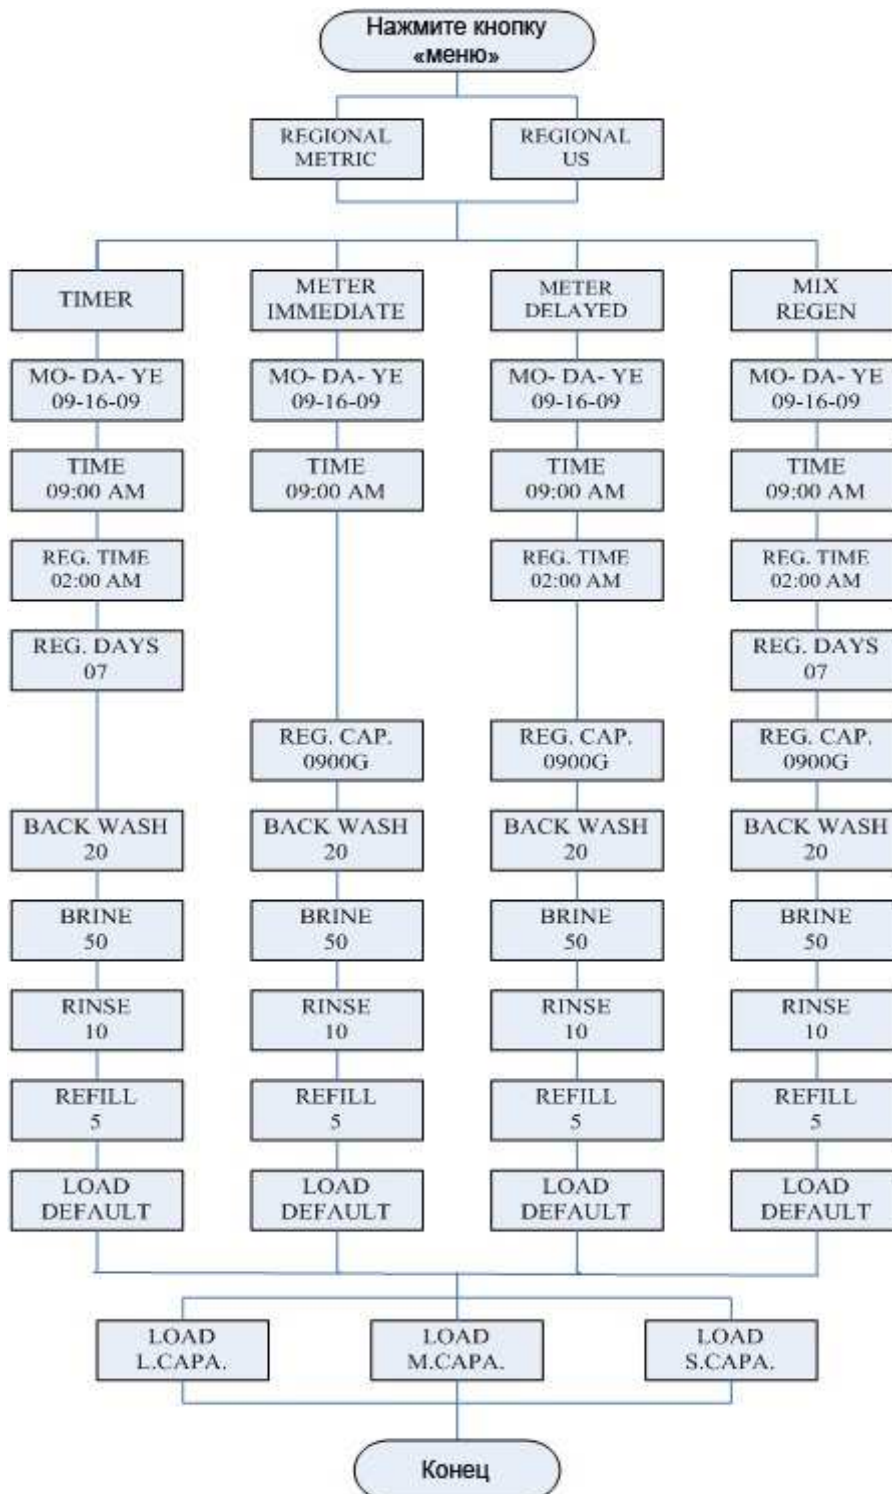 Нажмите кнопку
«меню»
REGIONAL
METRIC
REGIONAL
US
TIMER
METER
IMMEDIATE
METER
DELAYED
MIX
REGEN
MO- DA- YE
09-16-09
MO- DA- YE
09-16-09
MO- DA- YE
09-16-09
MO- DA- YE
09-16-09
TIME
09:00 AM
TIME
09:00 AM
TIME
09:00 AM
TIME
09:00 AM
REG. TIME
02:00 AM
REG. TIME
02:00 AM
REG. TIME
02:00 AM
REG. DAYS
07
REG. DAYS
07
REG. CAP.
0900G
REG. CAP.
0900G
REG. CAP.
0900G
BACK WASH
20
BACK WASH
20
BACK WASH
20
BACK WASH
20
BRINE
50
BRINE
50
BRINE
50
BRINE
50
RINSE
10
RINSE
10
RINSE
10
RINSE
10
REFILL
5
REFILL
5
REFILL
5
REFILL
5
LOAD
DEFAULT
LOAD
DEFAULT
LOAD
DEFAULT
LOAD
DEFAULT
LOAD
L.CAPA.
LOAD
M.CAPA.
LOAD
S.CAPA.
Конец